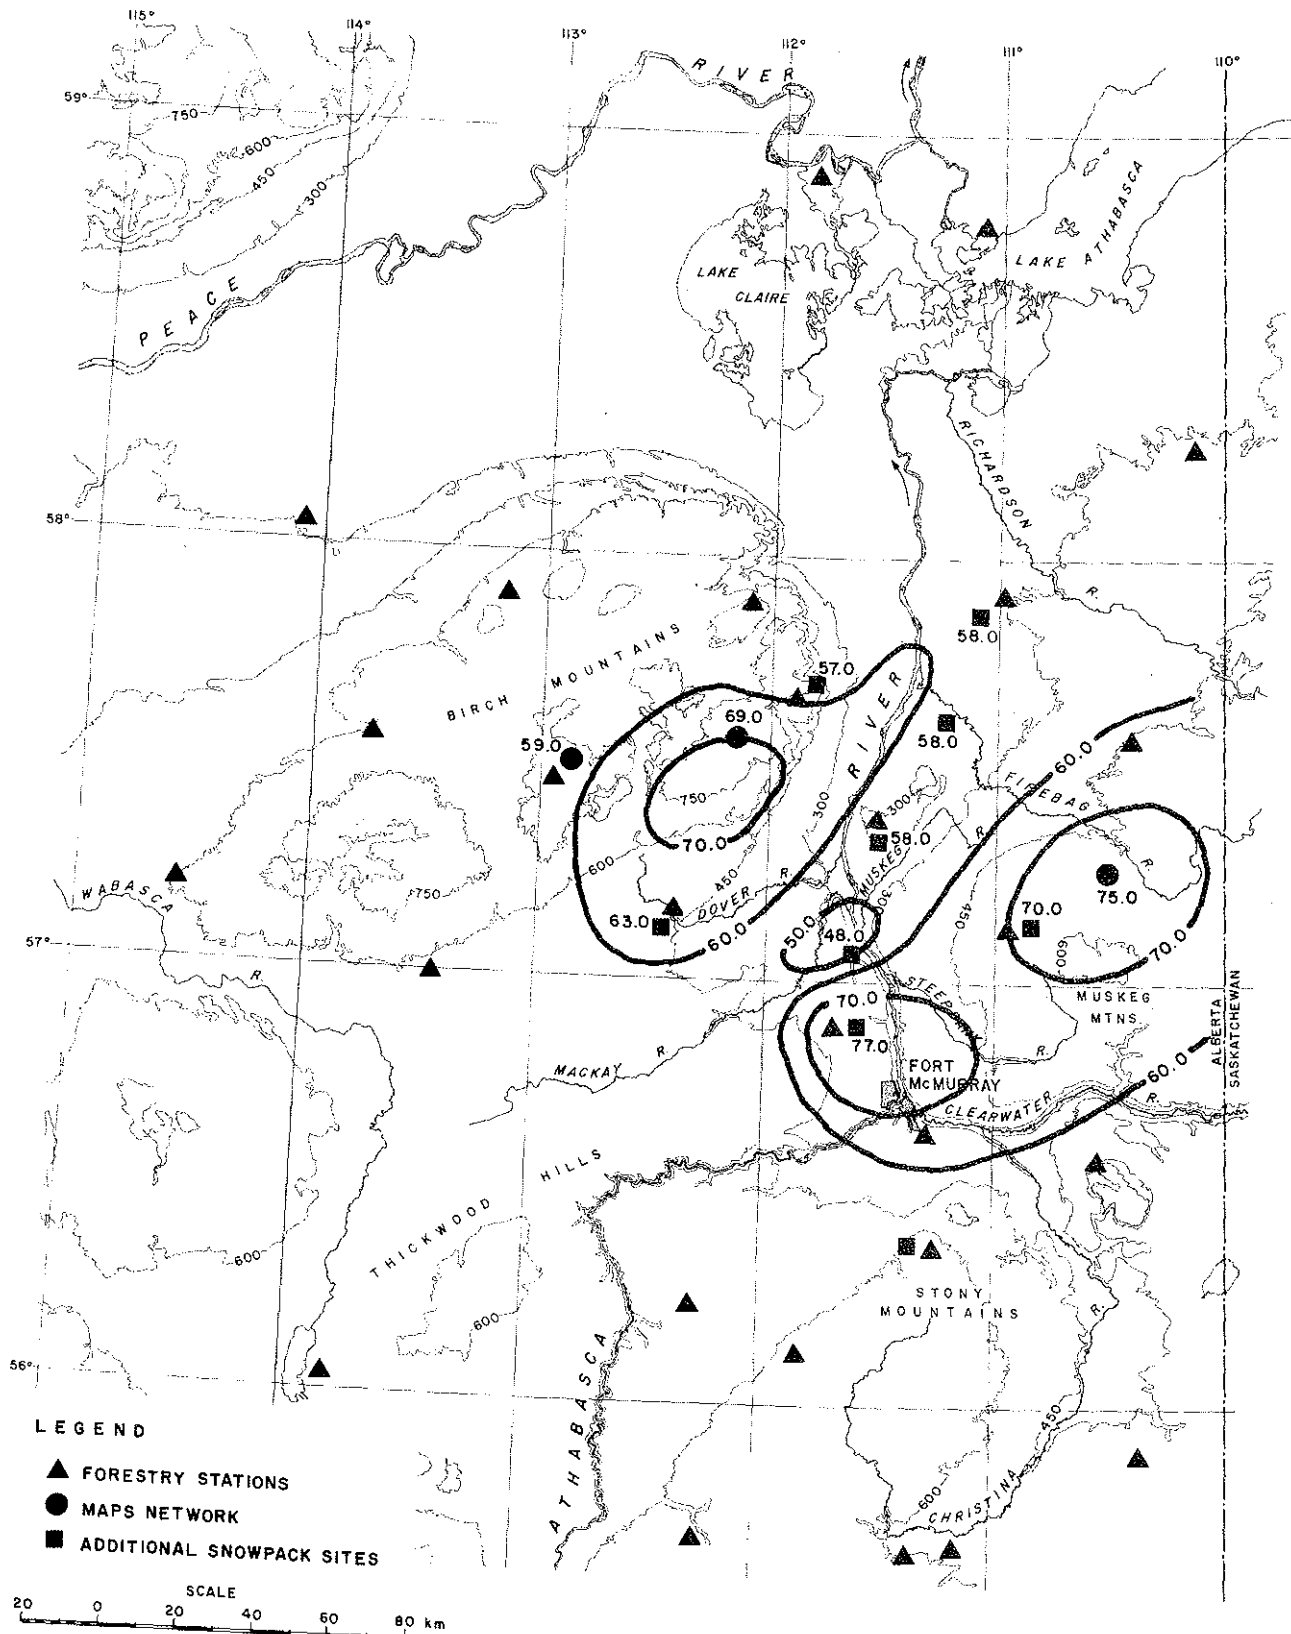 115°
114°
113°
112°
111°
110°
59°
RIVER
750
600
450
300
PEACE
LAKE
CLAIRE
LAKE ATHABASCA
RICHARDSON
R.
58°
58.0
BIRCH MOUNTAINS
57.0
69.0
59.0
58.0
RIVER
60.0
FIREBAG
R.
750
300
300
70.0
58.0
MUSKEG
R.
600
450
DOVER R.
300
450
75.0
WABASCA
R.
750
63.0
60.0
50.0
48.0
70.0
600
70.0
57°
STEEPBANK
R.
MUSKEG
MTNS.
ALBERTA
SASKATCHEWAN
70.0
77.0
MACKAY R.
FORT
McMURRAY
60.0
CLEARWATER R.
THICKWOOD HILLS
600
600
STONY
MOUNTAINS
R.
56°
ATHABASCA
450
600
CHRISTINA
LEGEND
FORESTRY STATIONS
MAPS NETWORK
ADDITIONAL SNOWPACK SITES
SCALE
20 0 20 40 60 80 km